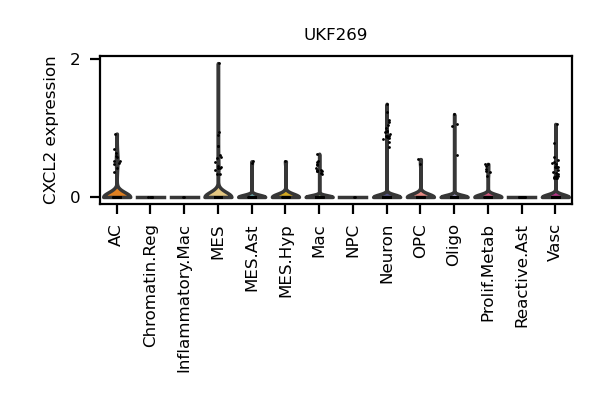 UKF269
CXCL2 expression
2
0
AC
Chromatin.Reg
Inflammatory.Mac
MES
MES.Ast
MES.Hyp
Mac
NPC
Neuron
OPC
Oligo
Prolif.Metab
Reactive.Ast
Vasc